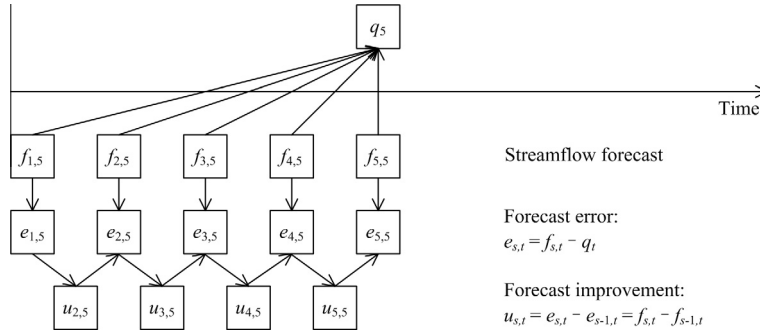 q₅
Time
f₁,₅ f₂,₅ f₃,₅ f₄,₅ f₅,₅ Streamflow forecast
e₁,₅ e₂,₅ e₃,₅ e₄,₅ e₅,₅ Forecast error:
eₛ,ₜ = fₛ,ₜ - qₜ
Forecast improvement:
u₂,₅ u₃,₅ u₄,₅ u₅,₅ uₛ,ₜ = eₛ,ₜ - eₛ₋₁,ₜ = fₛ,ₜ - fₛ₋₁,ₜ